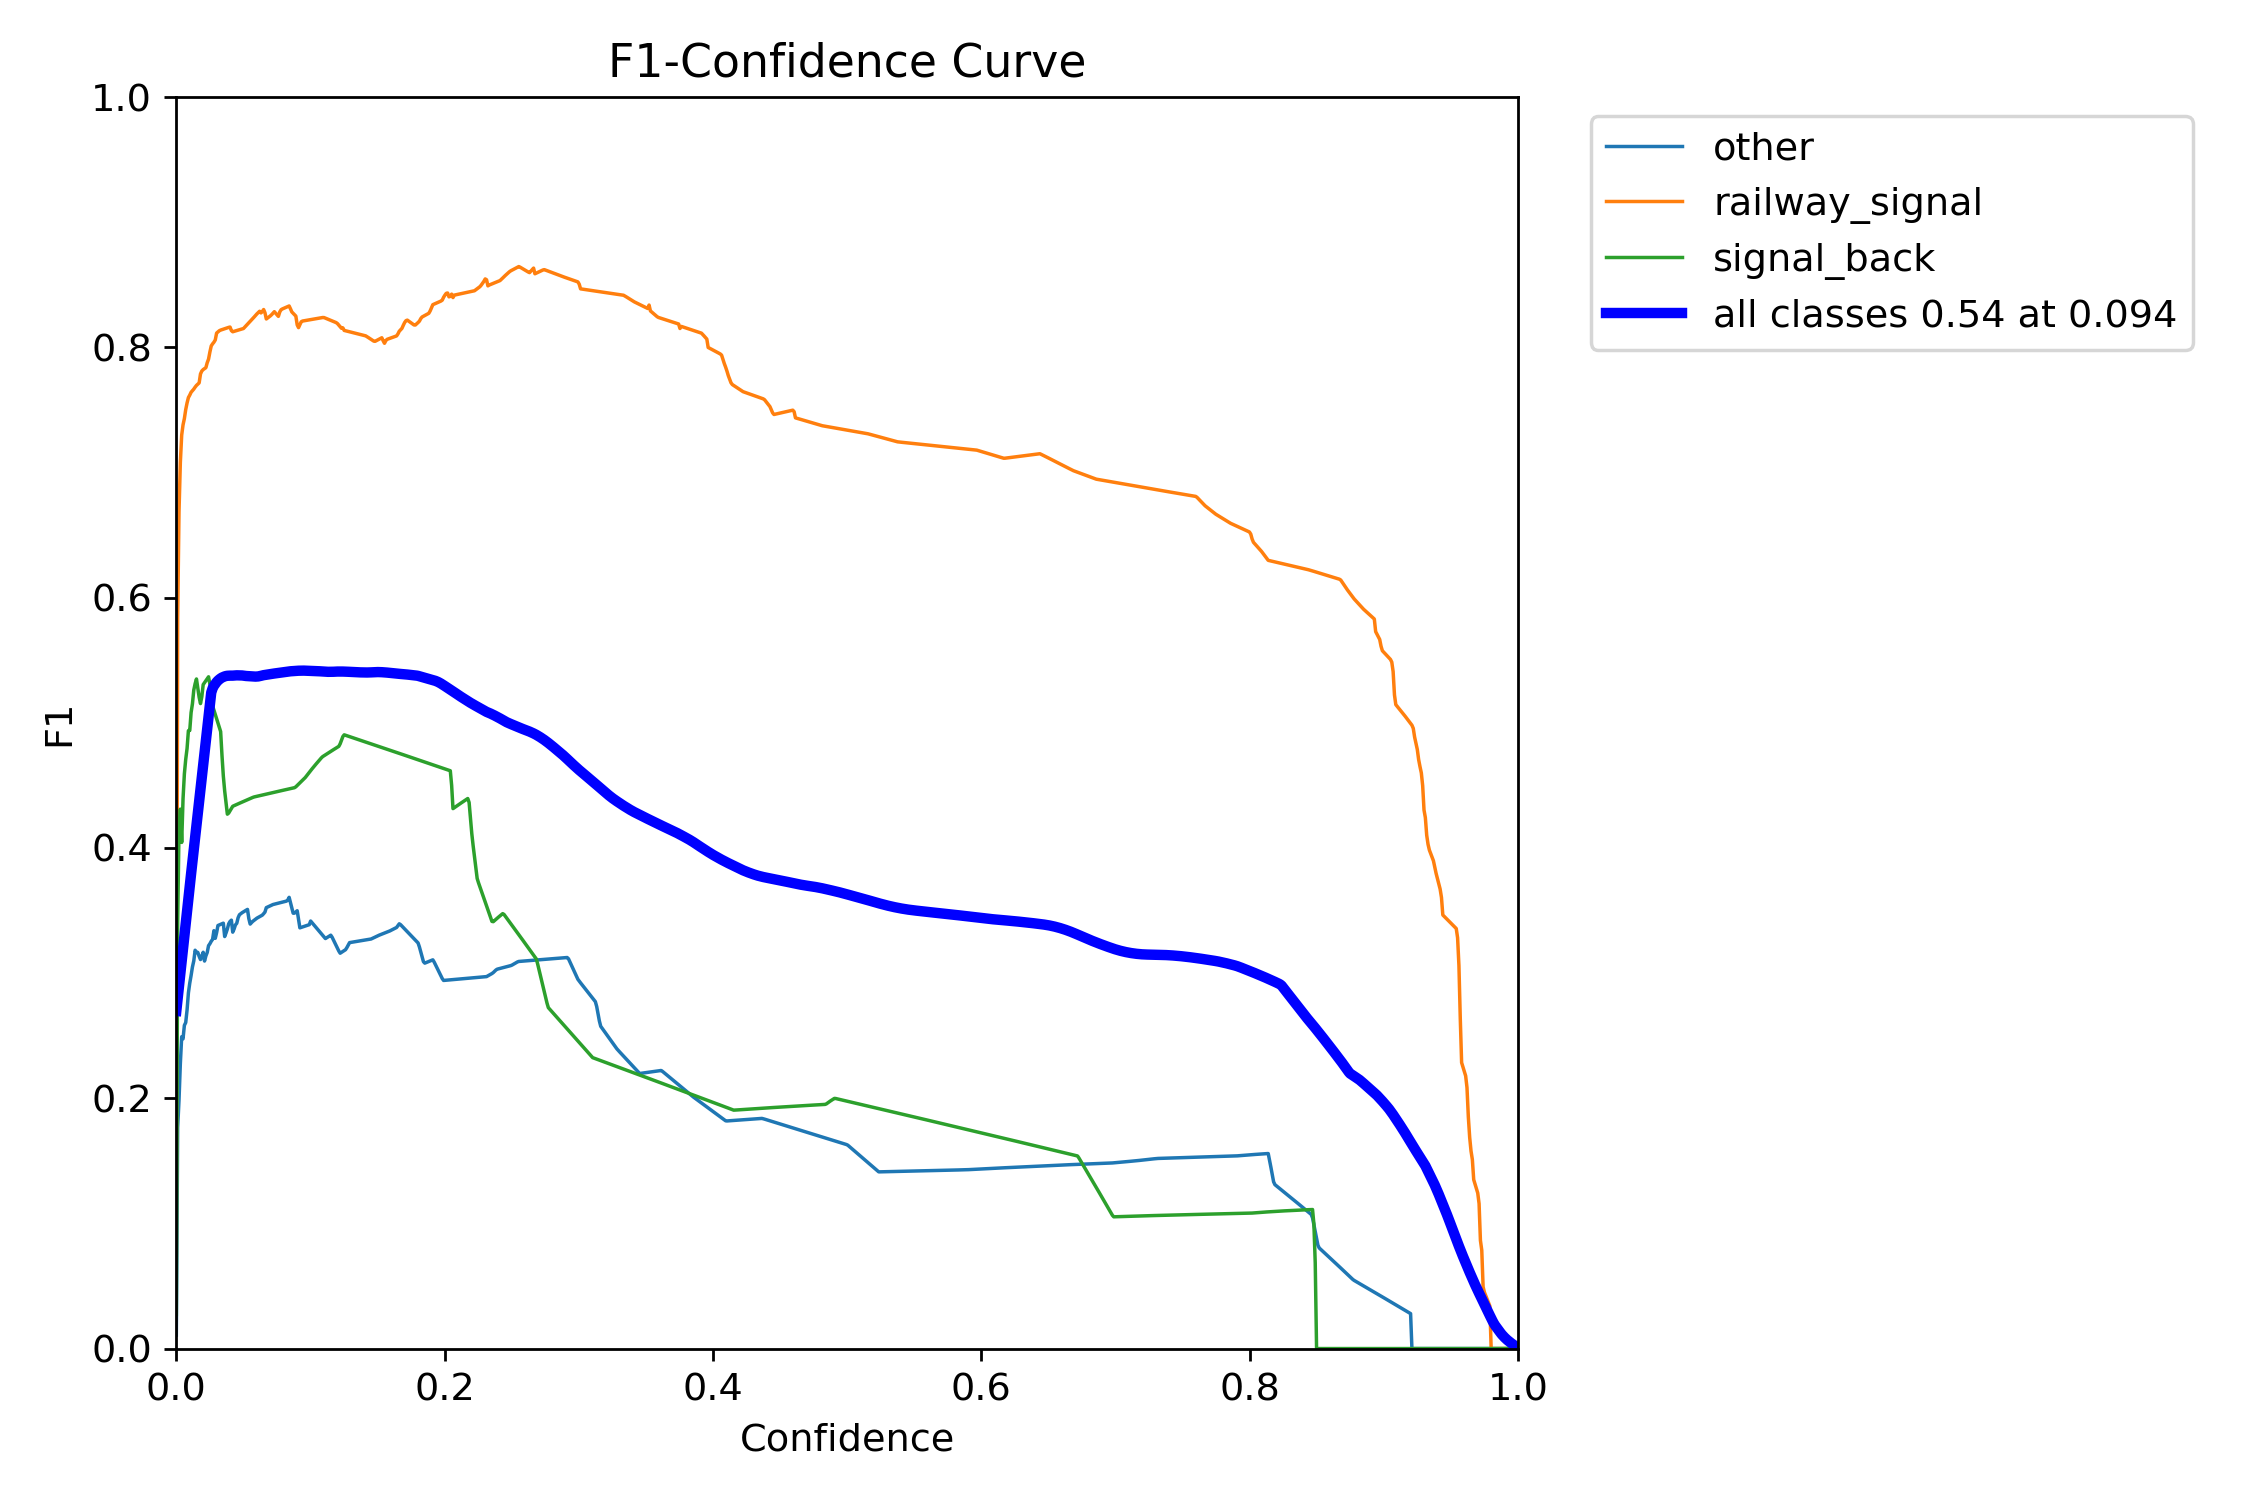 F1-Confidence Curve
1.0
0.8
0.6
0.4
0.2
0.0
F1
0.0 0.2 0.4 0.6 0.8 1.0
Confidence
other
railway_signal
signal_back
all classes 0.54 at 0.094